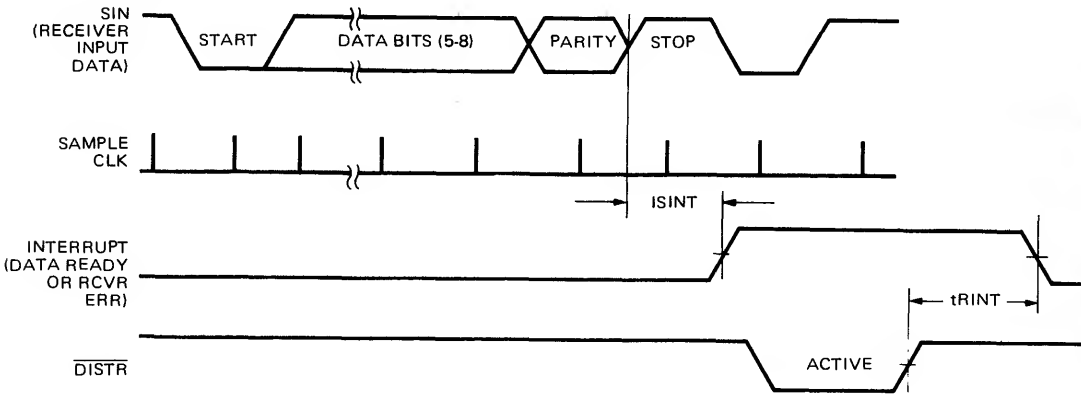 SIN
(RECEIVER
INPUT
DATA)
START
DATA BITS (5-8)
PARITY
STOP
SAMPLE
CLK
ISINT
INTERRUPT
(DATA READY
OR RCVR
ERR)
tRINT
DISTR
ACTIVE